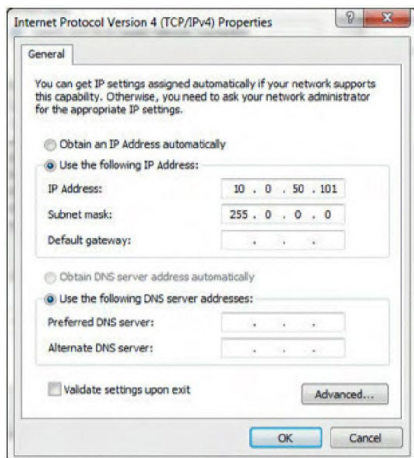 Internet Protocol Version 4 (TCP/IPv4) Properties
?
General
You can get IP settings assigned automatically if your network supports
this capability. Otherwise, you need to ask your network administrator
for the appropriate IP settings.
Obtain an IP Address automatically
Use the following IP Address:
IP Address: 10 . 0 . 50 . 101
Subnet mask: 255 . 0 . 0 . 0
Default gateway: . . .
Obtain DNS server address automatically
Use the following DNS server addresses:
Preferred DNS server: . . .
Alternate DNS server: . . .
Validate settings upon exit
Advanced...
OK Cancel